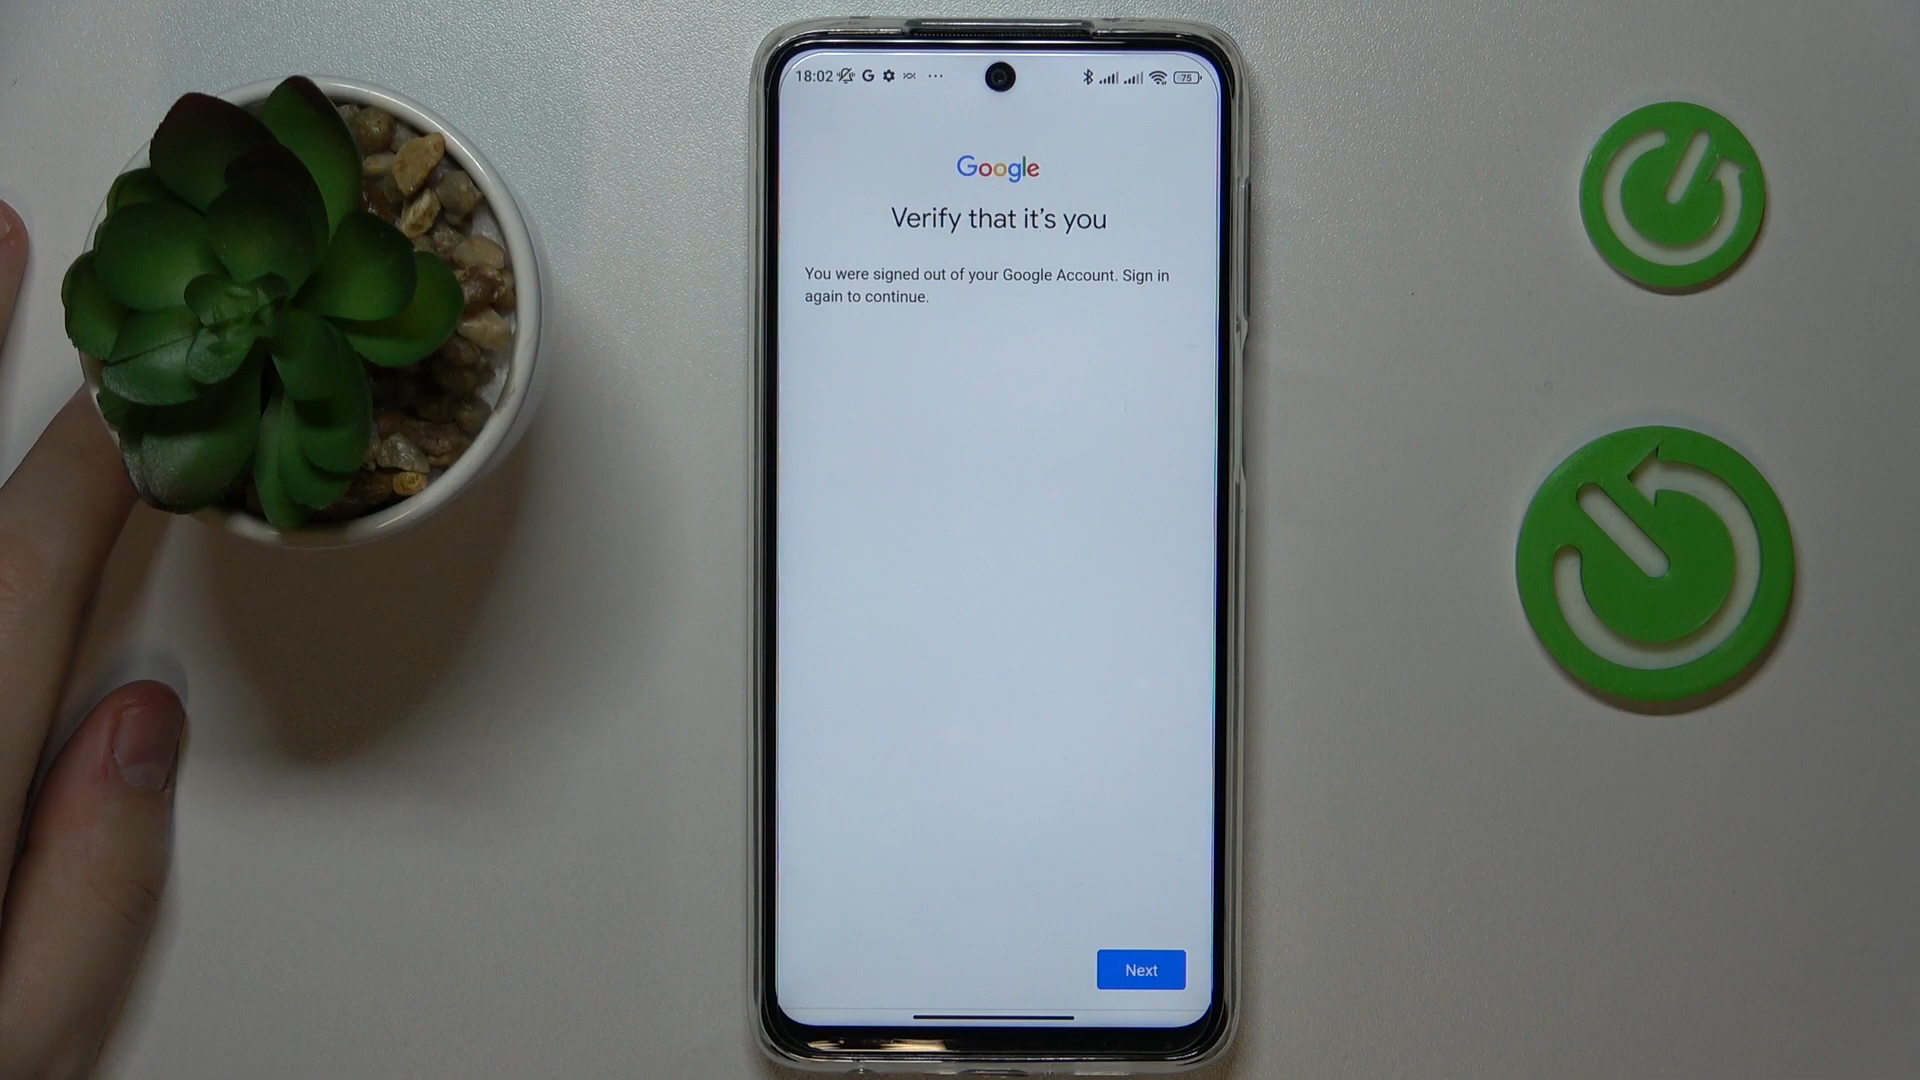 18:02
75
Google
Verify that it's you
You were signed out of your Google Account. Sign in
again to continue.
Next